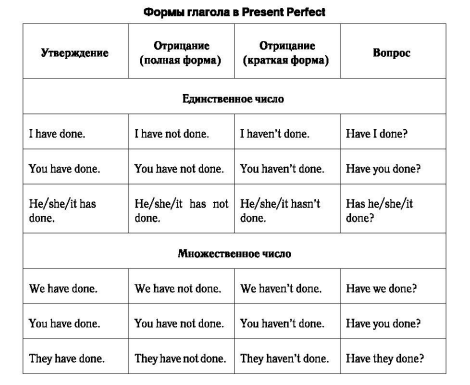 Формы глагола в Present Perfect
Утверждение
Отрицание
(полная форма)
Отрицание
(краткая форма)
Вопрос
Единственное число
I have done.
I have not done.
I haven't done.
Have I done?
You have done.
You have not done.
You haven't done.
Have you done?
He/she/it has
done.
He/she/it has not
done.
He/she/it hasn't
done.
Has he/she/it
done?
Множественное число
We have done.
We have not done.
We haven't done.
Have we done?
You have done.
You have not done.
You haven't done.
Have you done?
They have done.
They have not done.
They haven't done.
Have they done?